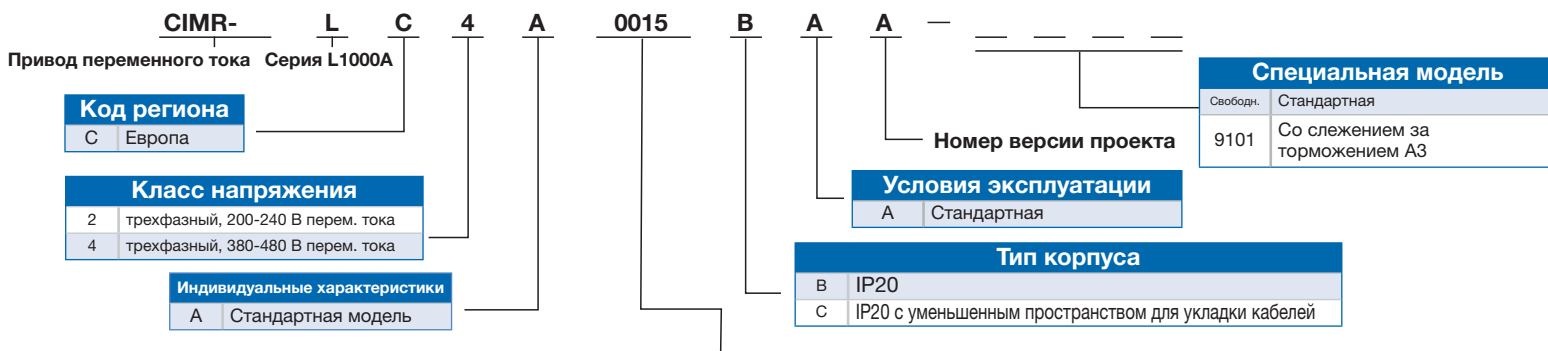 CIMR- L C 4 A 0015 B A A —
Привод переменного тока Серия L1000A
Специальная модель
Свободн. Стандартная
9101 Со слежением за
торможением A3
Код региона
C Европа
Номер версии проекта
Класс напряжения
2 трехфазный, 200-240 В перем. тока
4 трехфазный, 380-480 В перем. тока
Условия эксплуатации
A Стандартная
Тип корпуса
B IP20
C IP20 с уменьшенным пространством для укладки кабелей
Индивидуальные характеристики
A Стандартная модель